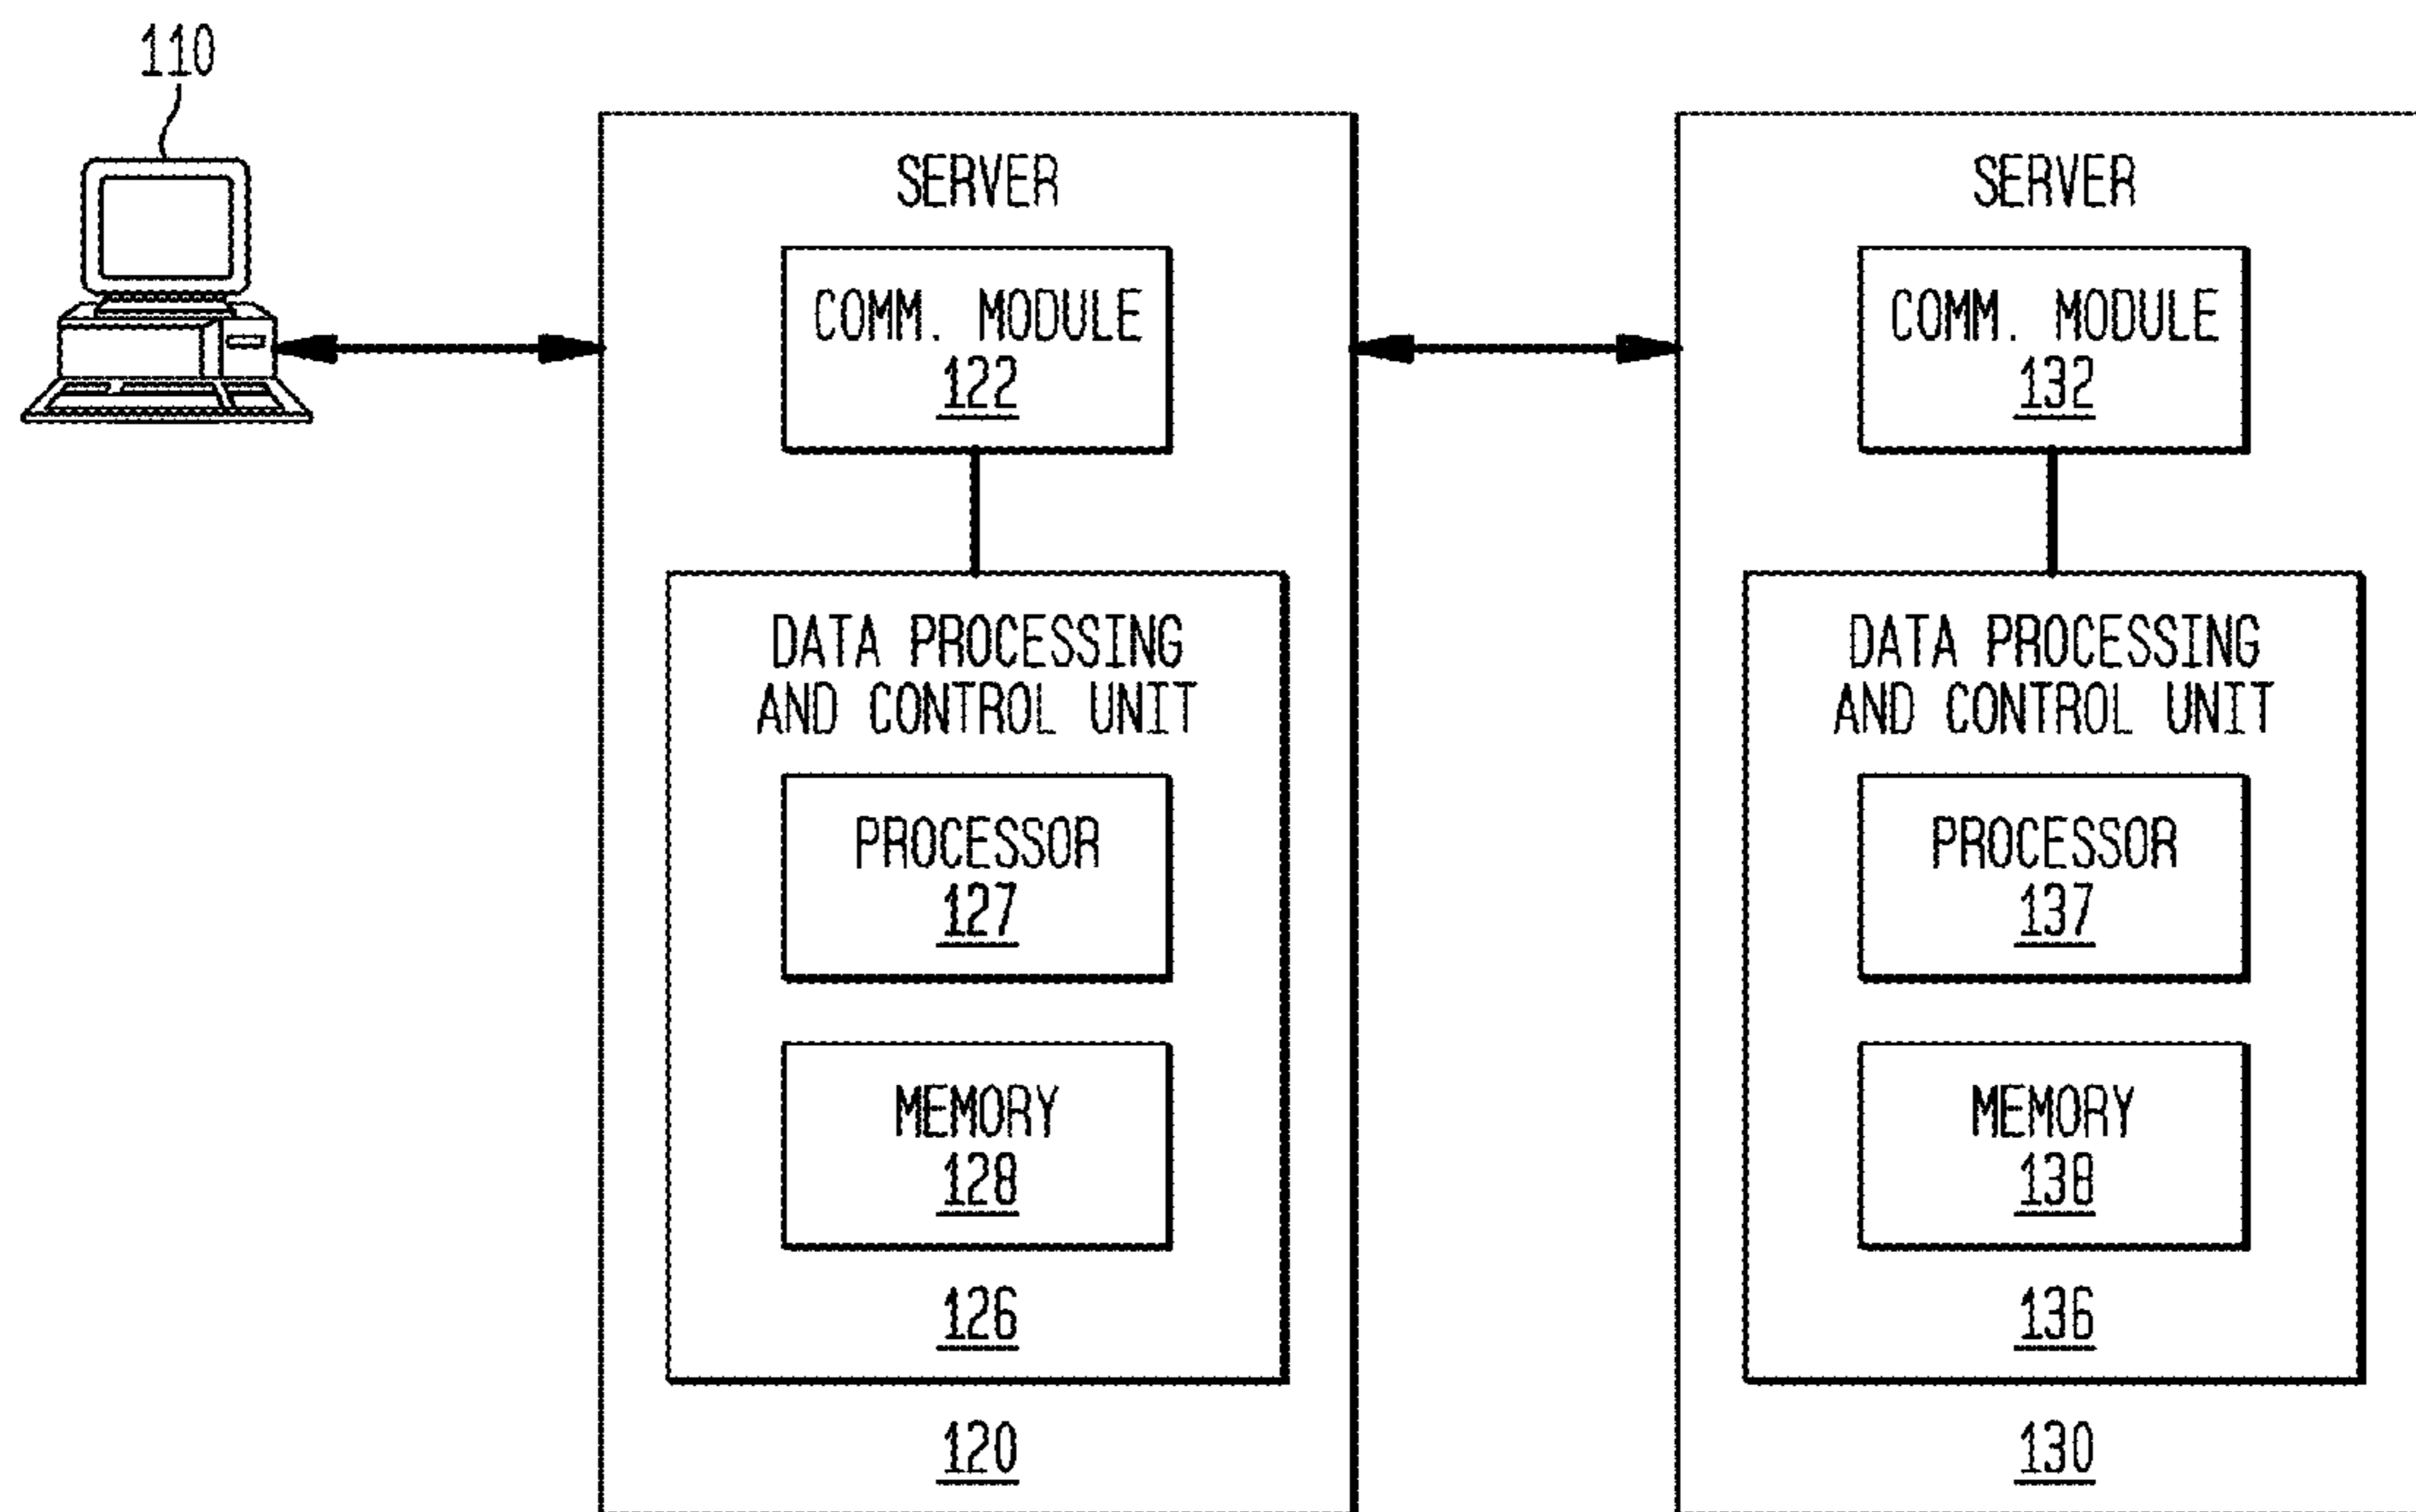 110
SERVER
COMM. MODULE
122
DATA PROCESSING
AND CONTROL UNIT
PROCESSOR
127
MEMORY
128
126
120
SERVER
COMM. MODULE
132
DATA PROCESSING
AND CONTROL UNIT
PROCESSOR
137
MEMORY
138
136
130